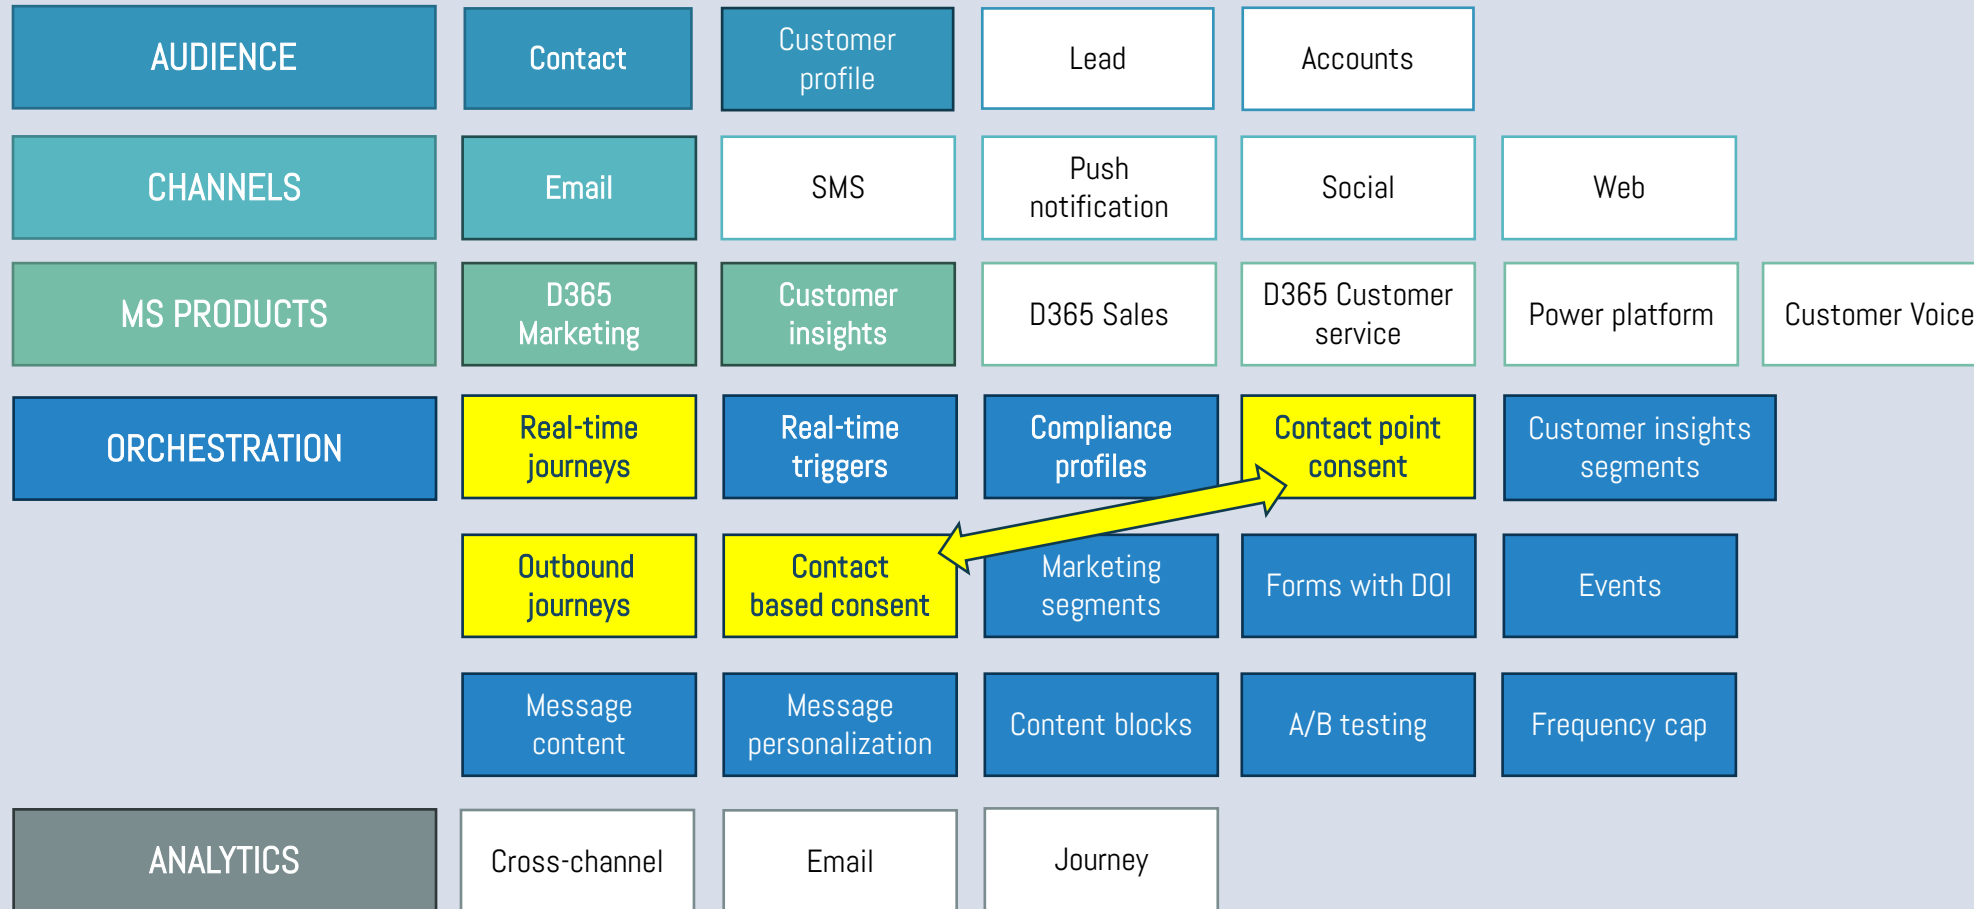 AUDIENCE
Contact
Customer
profile
Lead
Accounts
CHANNELS
Email
SMS
Push
notification
Social
Web
MS PRODUCTS
D365
Marketing
Customer
insights
D365 Sales
D365 Customer
service
Power platform
Customer Voice
ORCHESTRATION
Real-time
journeys
Real-time
triggers
Compliance
profiles
Contact point
consent
Customer insights
segments
Outbound
journeys
Contact
based consent
Marketing
segments
Forms with DOI
Events
Message
content
Message
personalization
Content blocks
A/B testing
Frequency cap
ANALYTICS
Cross-channel
Email
Journey